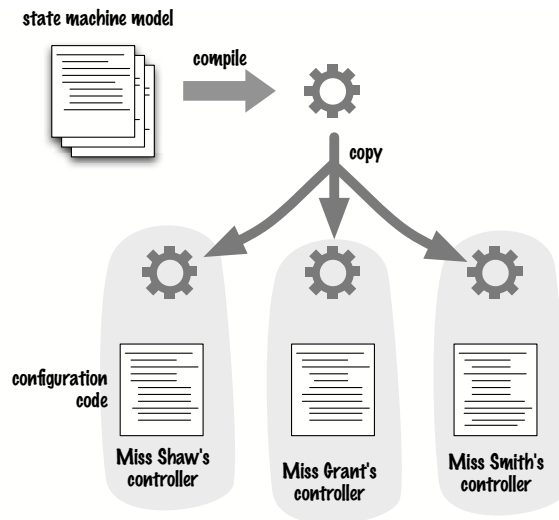 state machine model
compile
copy
configuration
code
Miss Shaw's
controller
Miss Grant's
controller
Miss Smith's
controller